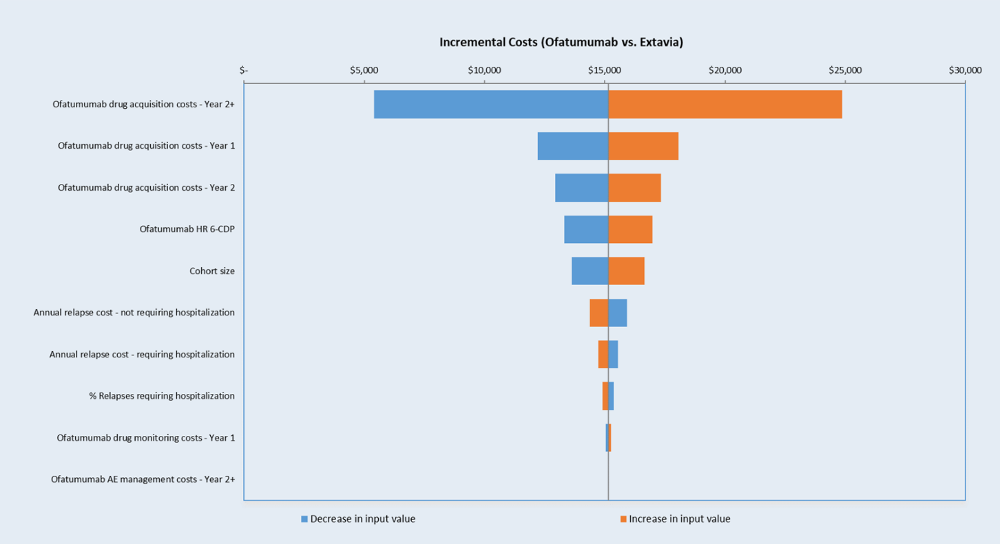 Incremental Costs (Ofatumumab vs. Extavia)
$- $5,000 $10,000 $15,000 $20,000 $25,000 $30,000
Ofatumumab drug acquisition costs - Year 2+
Ofatumumab drug acquisition costs - Year 1
Ofatumumab drug acquisition costs - Year 2
Ofatumumab HR 6-CDP
Cohort size
Annual relapse cost - not requiring hospitalization
Annual relapse cost - requiring hospitalization
% Relapses requiring hospitalization
Ofatumumab drug monitoring costs - Year 1
Ofatumumab AE management costs - Year 2+
Decrease in input value Increase in input value